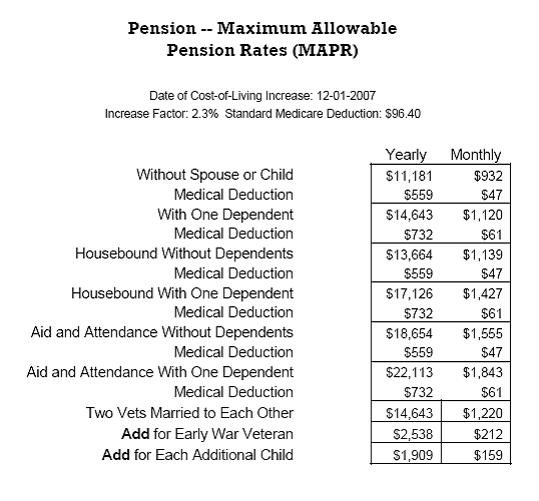 Pension -- Maximum Allowable
Pension Rates (MAPR)
Date of Cost-of-Living Increase: 12-01-2007
Increase Factor: 2.3% Standard Medicare Deduction: $96.40
Yearly Monthly
Without Spouse or Child $11,181 $932
Medical Deduction $559 $47
With One Dependent $14,643 $1,120
Medical Deduction $732 $61
Housebound Without Dependents $13,664 $1,139
Medical Deduction $559 $47
Housebound With One Dependent $17,126 $1,427
Medical Deduction $732 $61
Aid and Attendance Without Dependents $18,654 $1,555
Medical Deduction $559 $47
Aid and Attendance With One Dependent $22,113 $1,843
Medical Deduction $732 $61
Two Vets Married to Each Other $14,643 $1,220
Add for Early War Veteran $2,538 $212
Add for Each Additional Child $1,909 $159